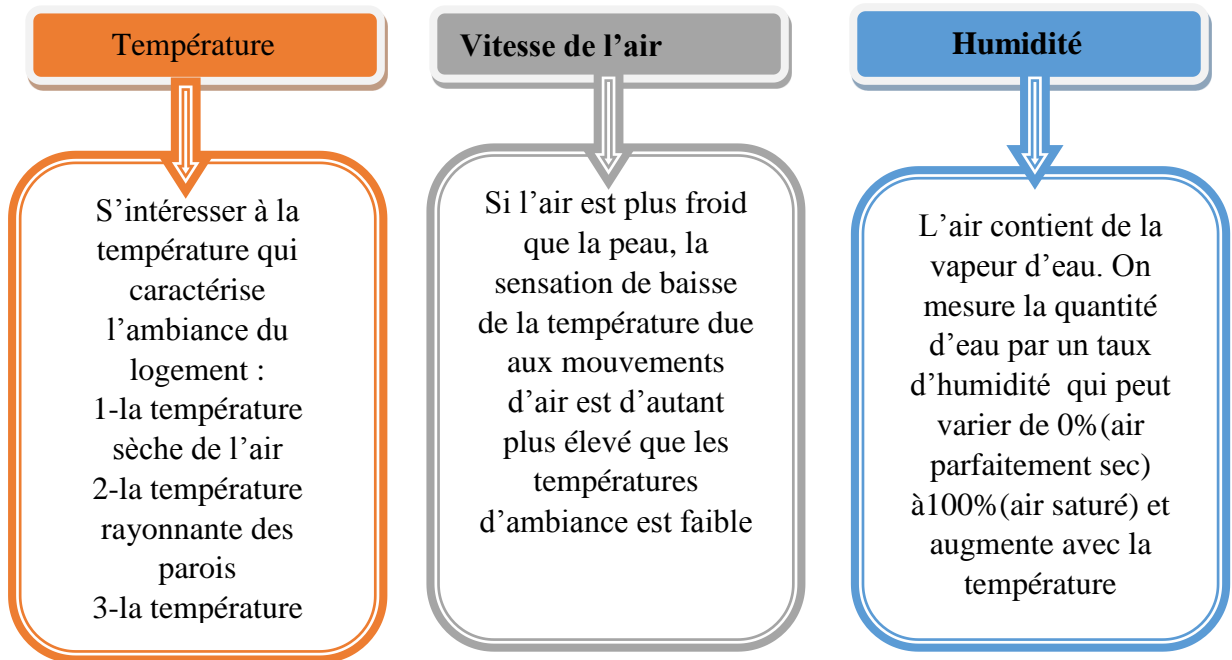 Température
S’intéresser à la
température qui
caractérise
l’ambiance du
logement :
1-la température
sèche de l’air
2-la température
rayonnante des
parois
3-la température
Vitesse de l’air
Si l’air est plus froid
que la peau, la
sensation de baisse
de la température due
aux mouvements
d’air est d’autant
plus élevé que les
températures
d’ambiance est faible
Humidité
L’air contient de la
vapeur d’eau. On
mesure la quantité
d’eau par un taux
d’humidité  qui peut
varier de 0%(air
parfaitement sec)
à100%(air saturé) et
augmente avec la
température